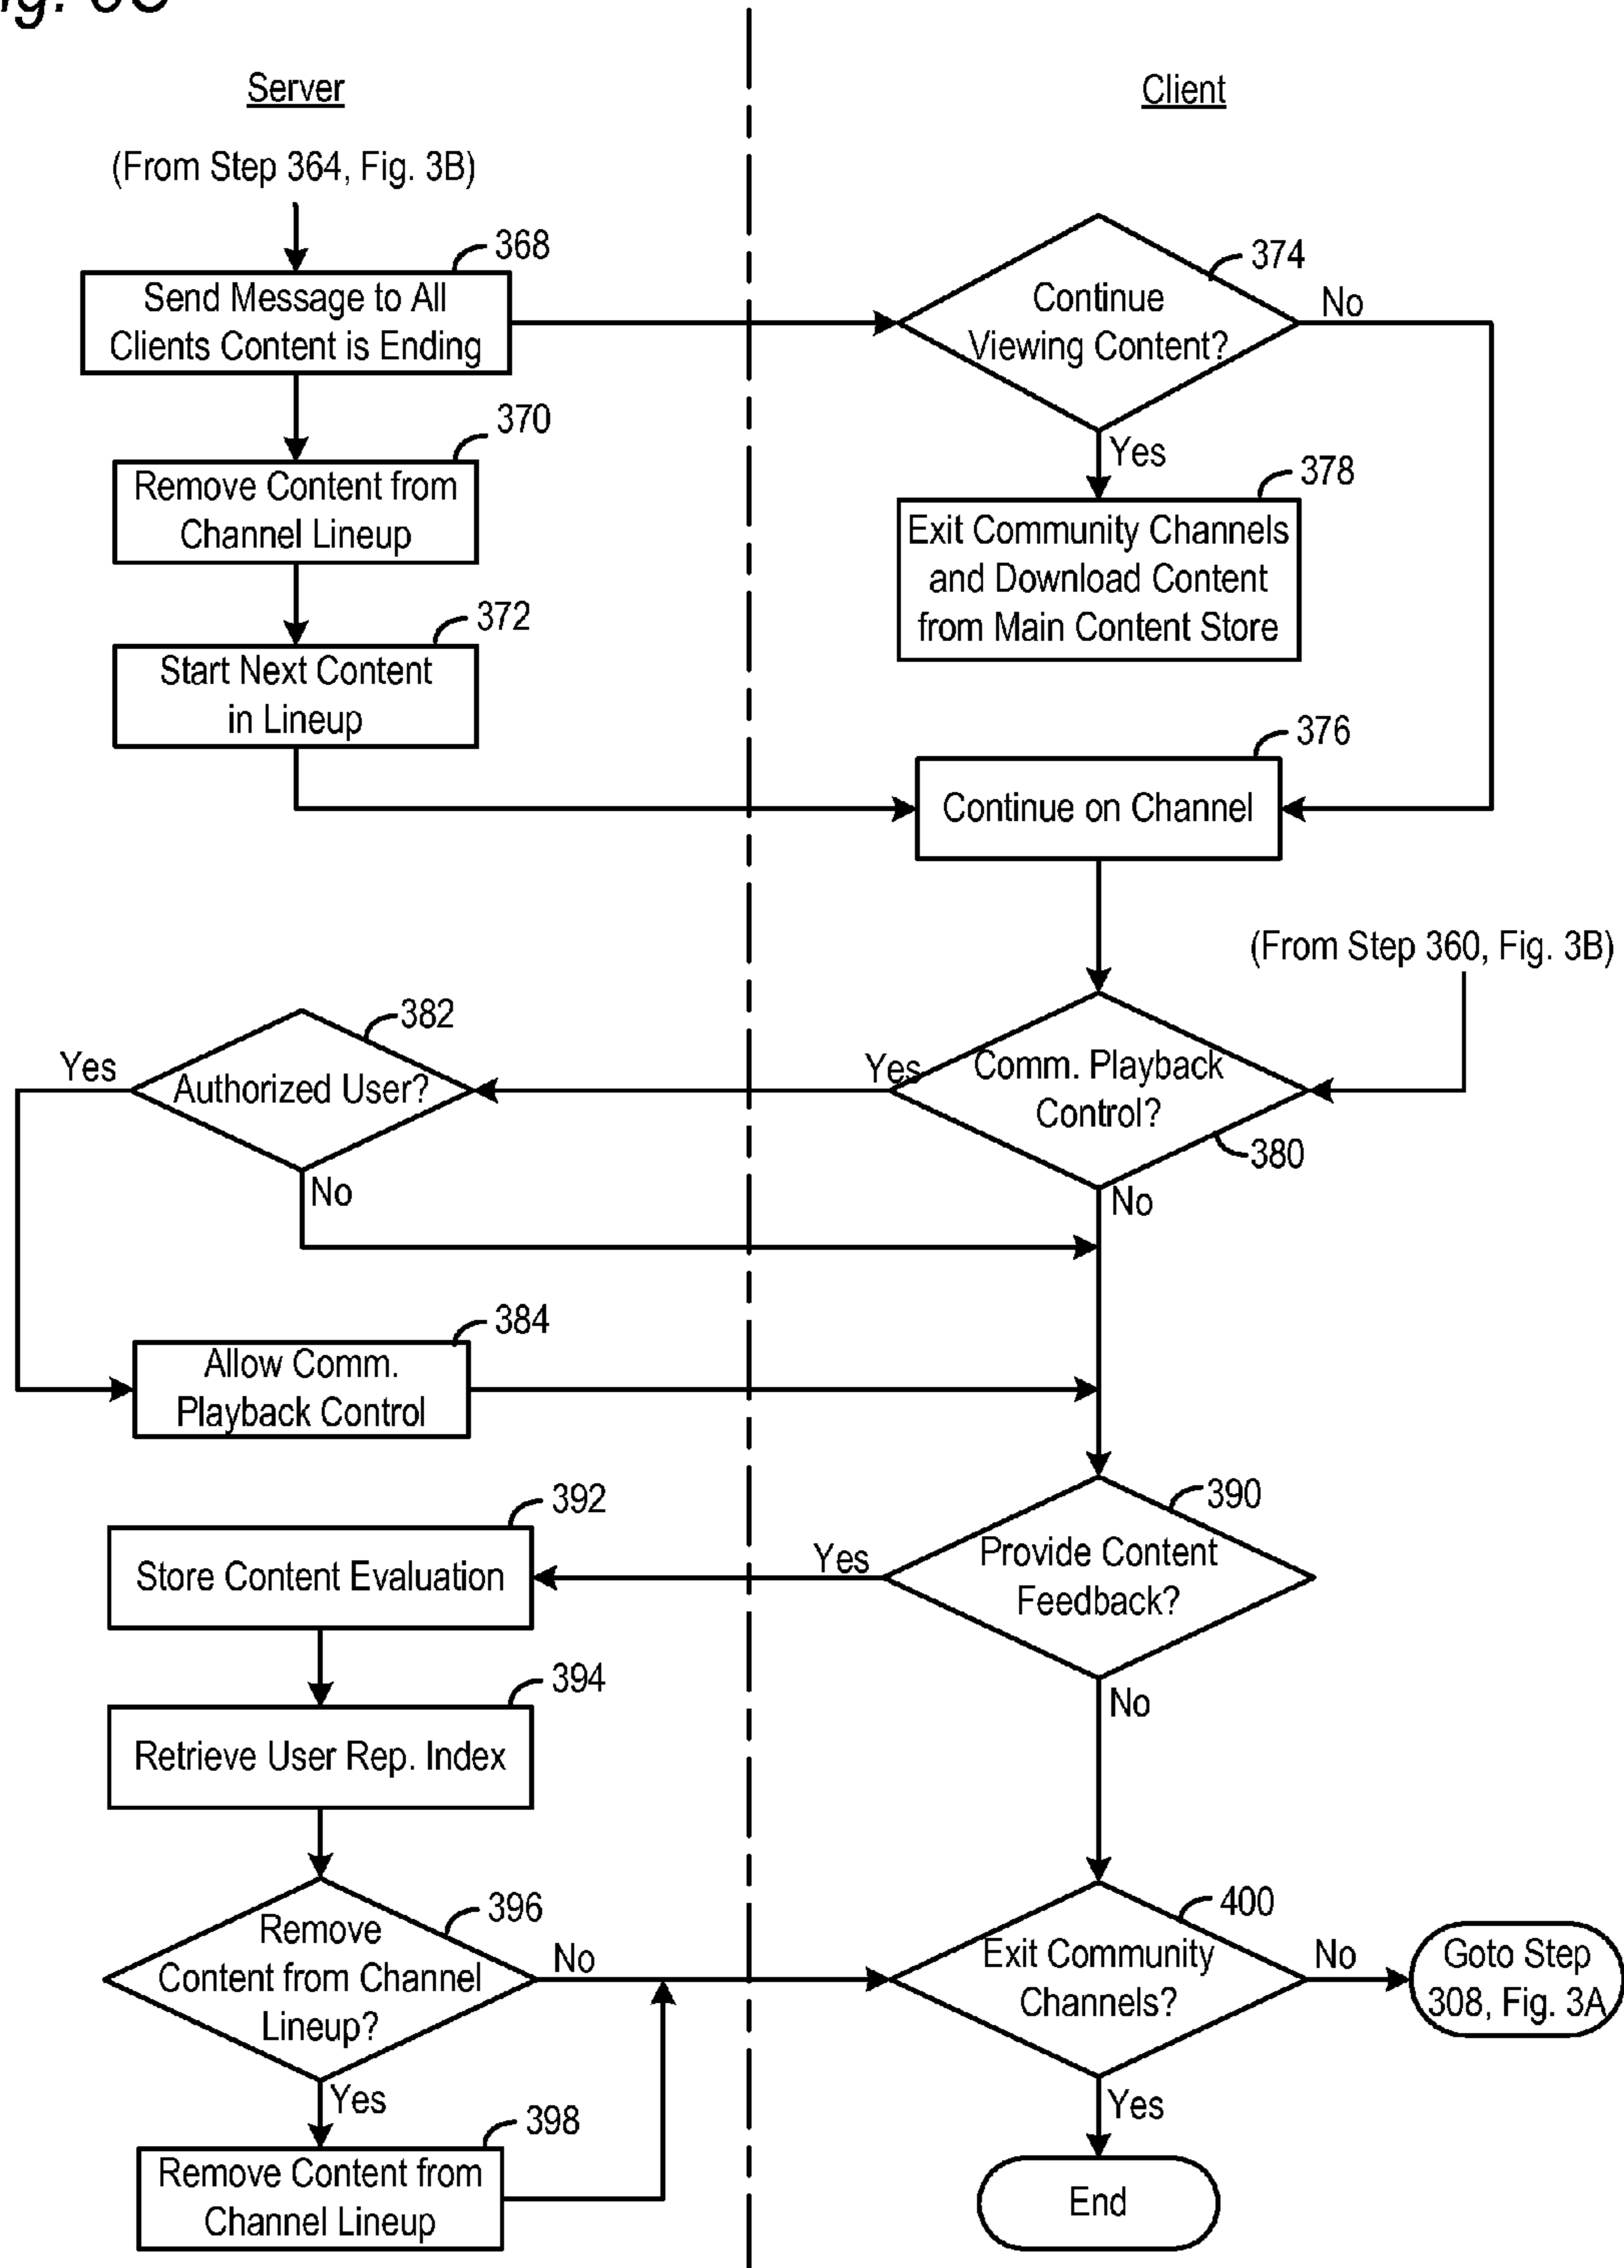 Server
Client
(From Step 364, Fig. 3B)
368
Send Message to All
Clients Content is Ending
374
Continue
Viewing Content?
No
Yes
370
Remove Content from
Channel Lineup
378
Exit Community Channels
and Download Content
from Main Content Store
372
Start Next Content
in Lineup
376
Continue on Channel
(From Step 360, Fig. 3B)
382
Authorized User?
Yes
No
Comm. Playback
Control?
Yes
380
No
384
Allow Comm.
Playback Control
390
Provide Content
Feedback?
Yes
No
392
Store Content Evaluation
394
Retrieve User Rep. Index
396
Remove
Content from Channel
Lineup?
No
Yes
400
Exit Community
Channels?
No
Goto Step
308, Fig. 3A
Yes
398
Remove Content from
Channel Lineup
End